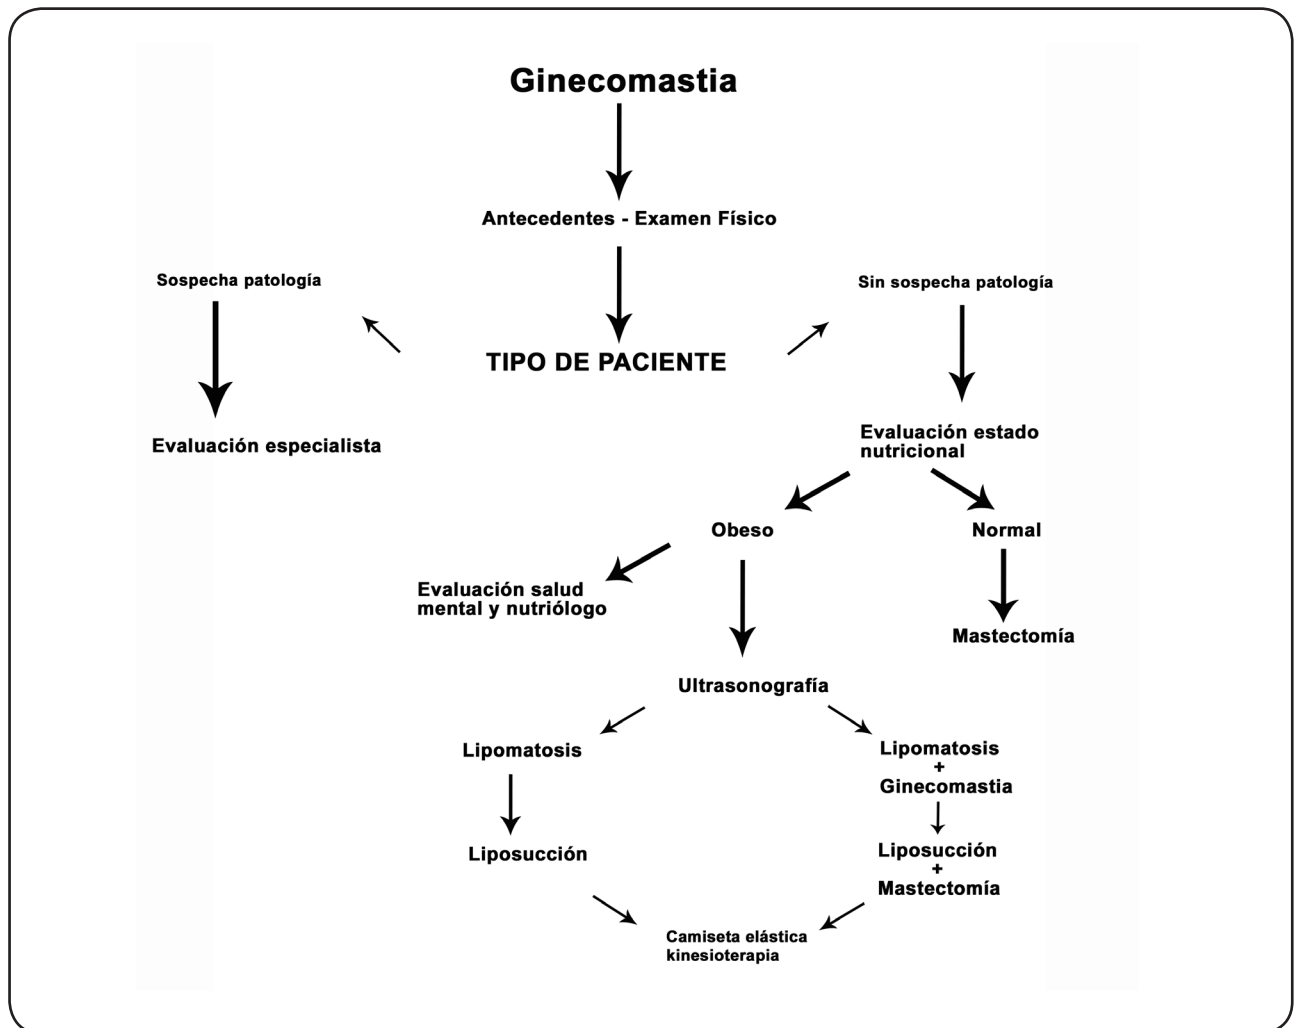 Ginecomastia
Antecedentes - Examen Físico
Sospecha patología
Sin sospecha patología
TIPO DE PACIENTE
Evaluación especialista
Evaluación estado
nutricional
Obeso
Normal
Evaluación salud
mental y nutriólogo
Mastectomía
Ultrasonografía
Lipomatosis
Lipomatosis
+
Ginecomastia
Liposucción
Liposucción
+
Mastectomía
Camiseta elástica
kinesioterapia